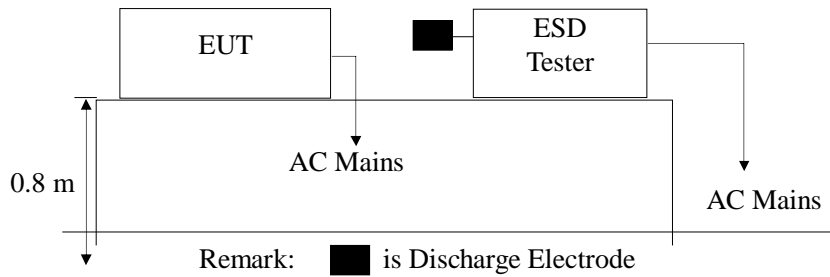 EUT
ESD
Tester
AC Mains
0.8 m
AC Mains
Remark: is Discharge Electrode